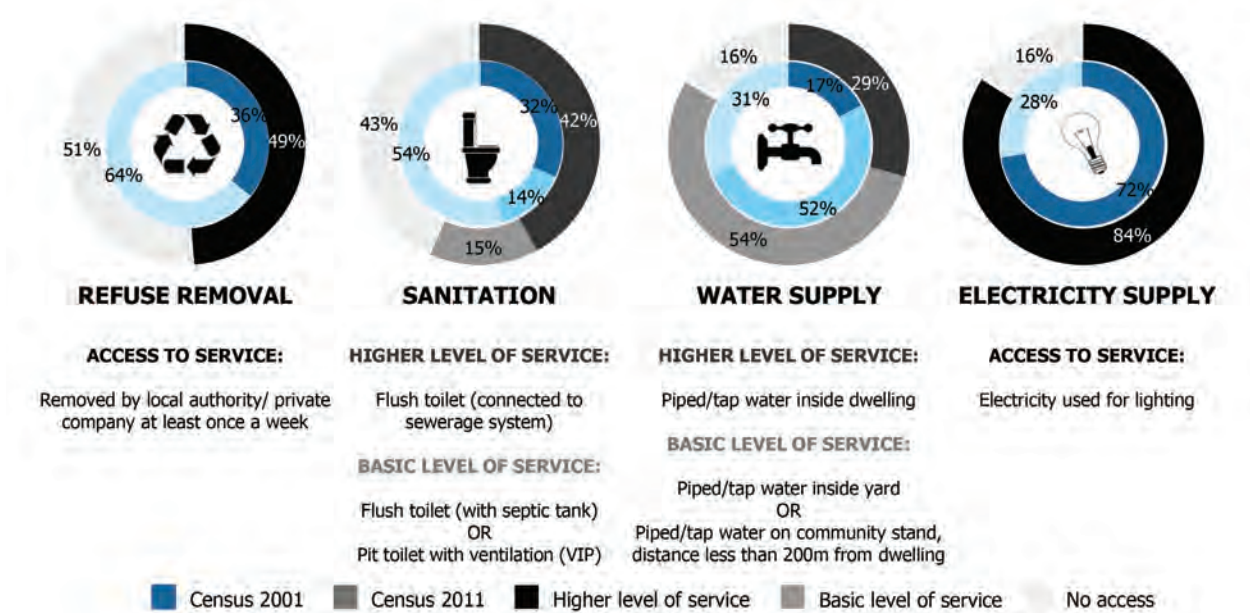 36%
49%
51%
64%
32%
42%
43%
54%
14%
15%
16%
17%
29%
31%
52%
54%
16%
28%
72%
84%
REFUSE REMOVAL
ACCESS TO SERVICE:
Removed by local authority/ private
company at least once a week
SANITATION
HIGHER LEVEL OF SERVICE:
Flush toilet (connected to
sewerage system)
BASIC LEVEL OF SERVICE:
Flush toilet (with septic tank)
OR
Pit toilet with ventilation (VIP)
WATER SUPPLY
HIGHER LEVEL OF SERVICE:
Piped/tap water inside dwelling
BASIC LEVEL OF SERVICE:
Piped/tap water inside yard
OR
Piped/tap water on community stand,
distance less than 200m from dwelling
ELECTRICITY SUPPLY
ACCESS TO SERVICE:
Electricity used for lighting
Census 2001
Census 2011
Higher level of service
Basic level of service
No access